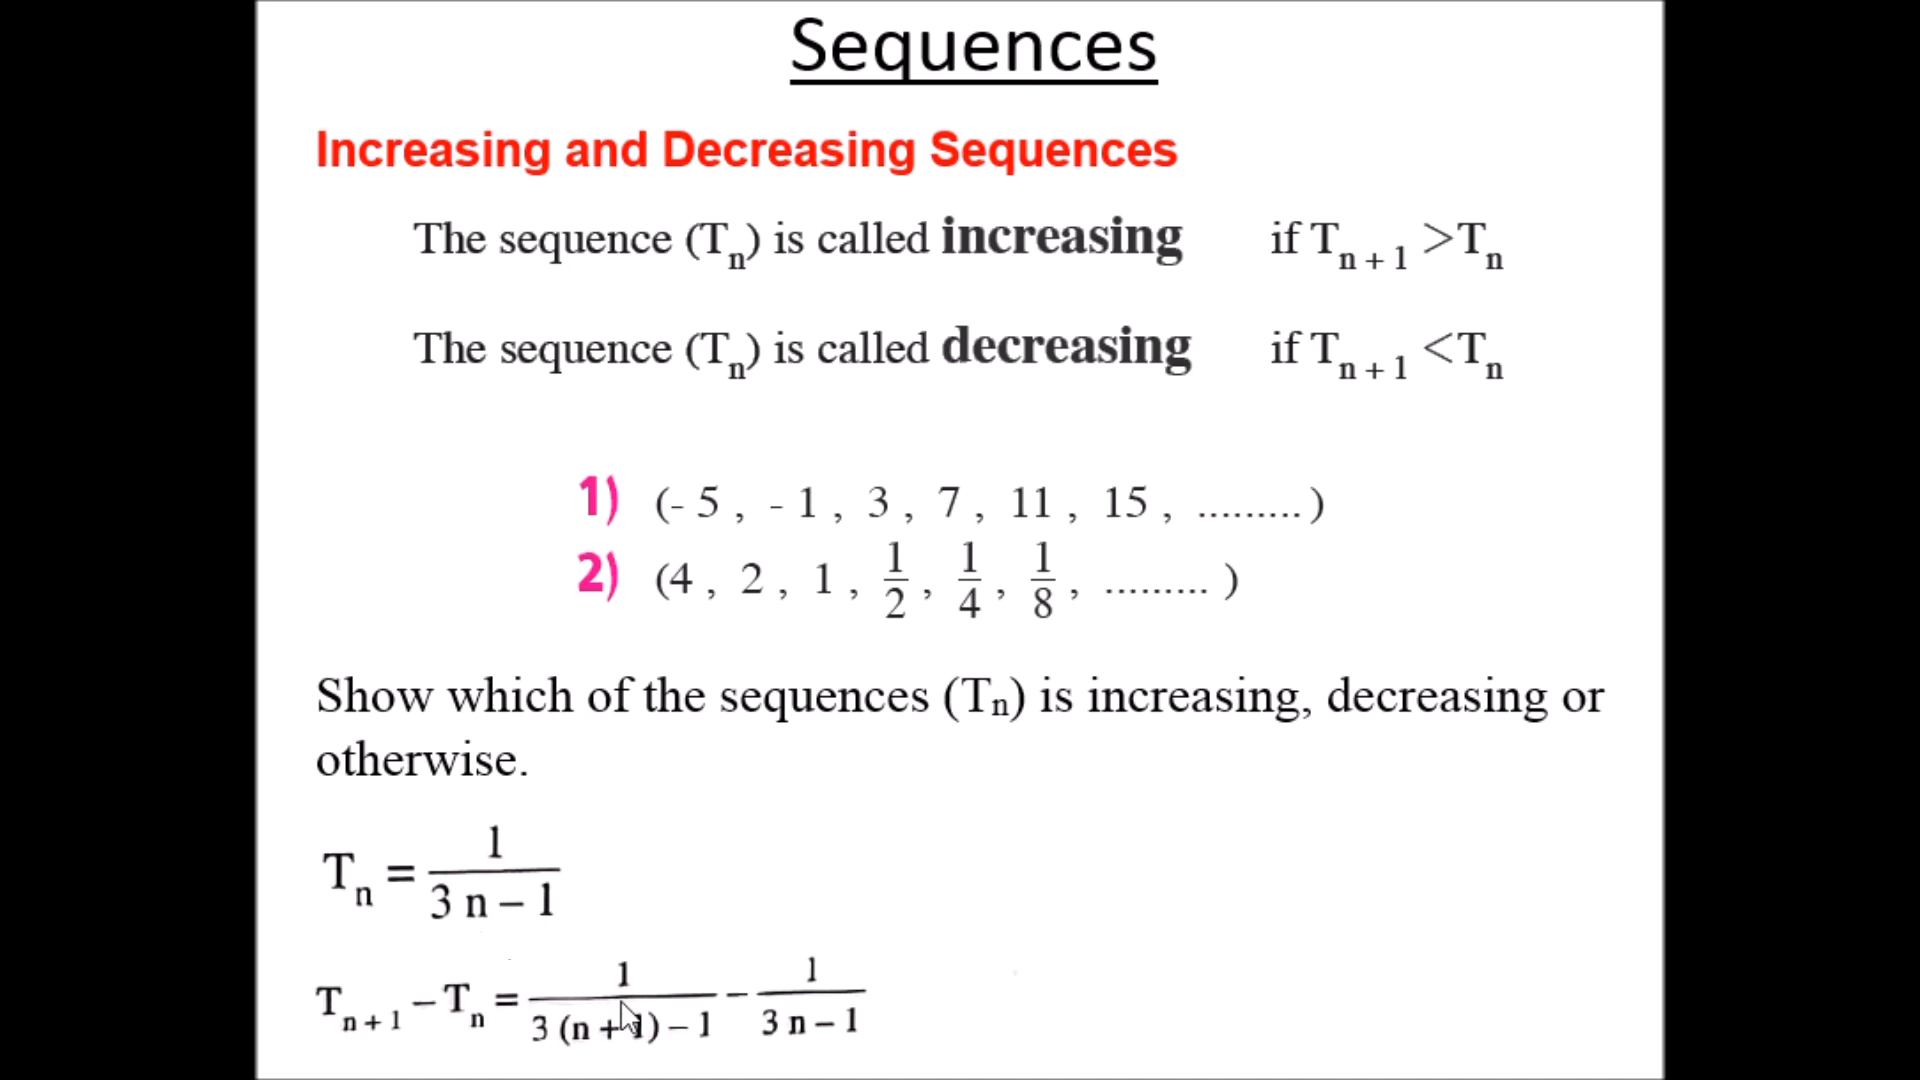 Sequences
Increasing and Decreasing Sequences
The sequence (Tn) is called increasing if Tn + 1 >Tn
The sequence (Tn) is called decreasing if Tn + 1 <Tn
1) (- 5 , - 1 , 3 , 7 , 11 , 15 , .........)
2) (4 , 2 , 1 , 1/2 , 1/4 , 1/8 , ......... )
Show which of the sequences (Tn) is increasing, decreasing or
otherwise.
Tn = 1/(3 n – 1)
Tn + 1 – Tn = 1/(3 (n + 1) – 1) – 1/(3 n – 1)